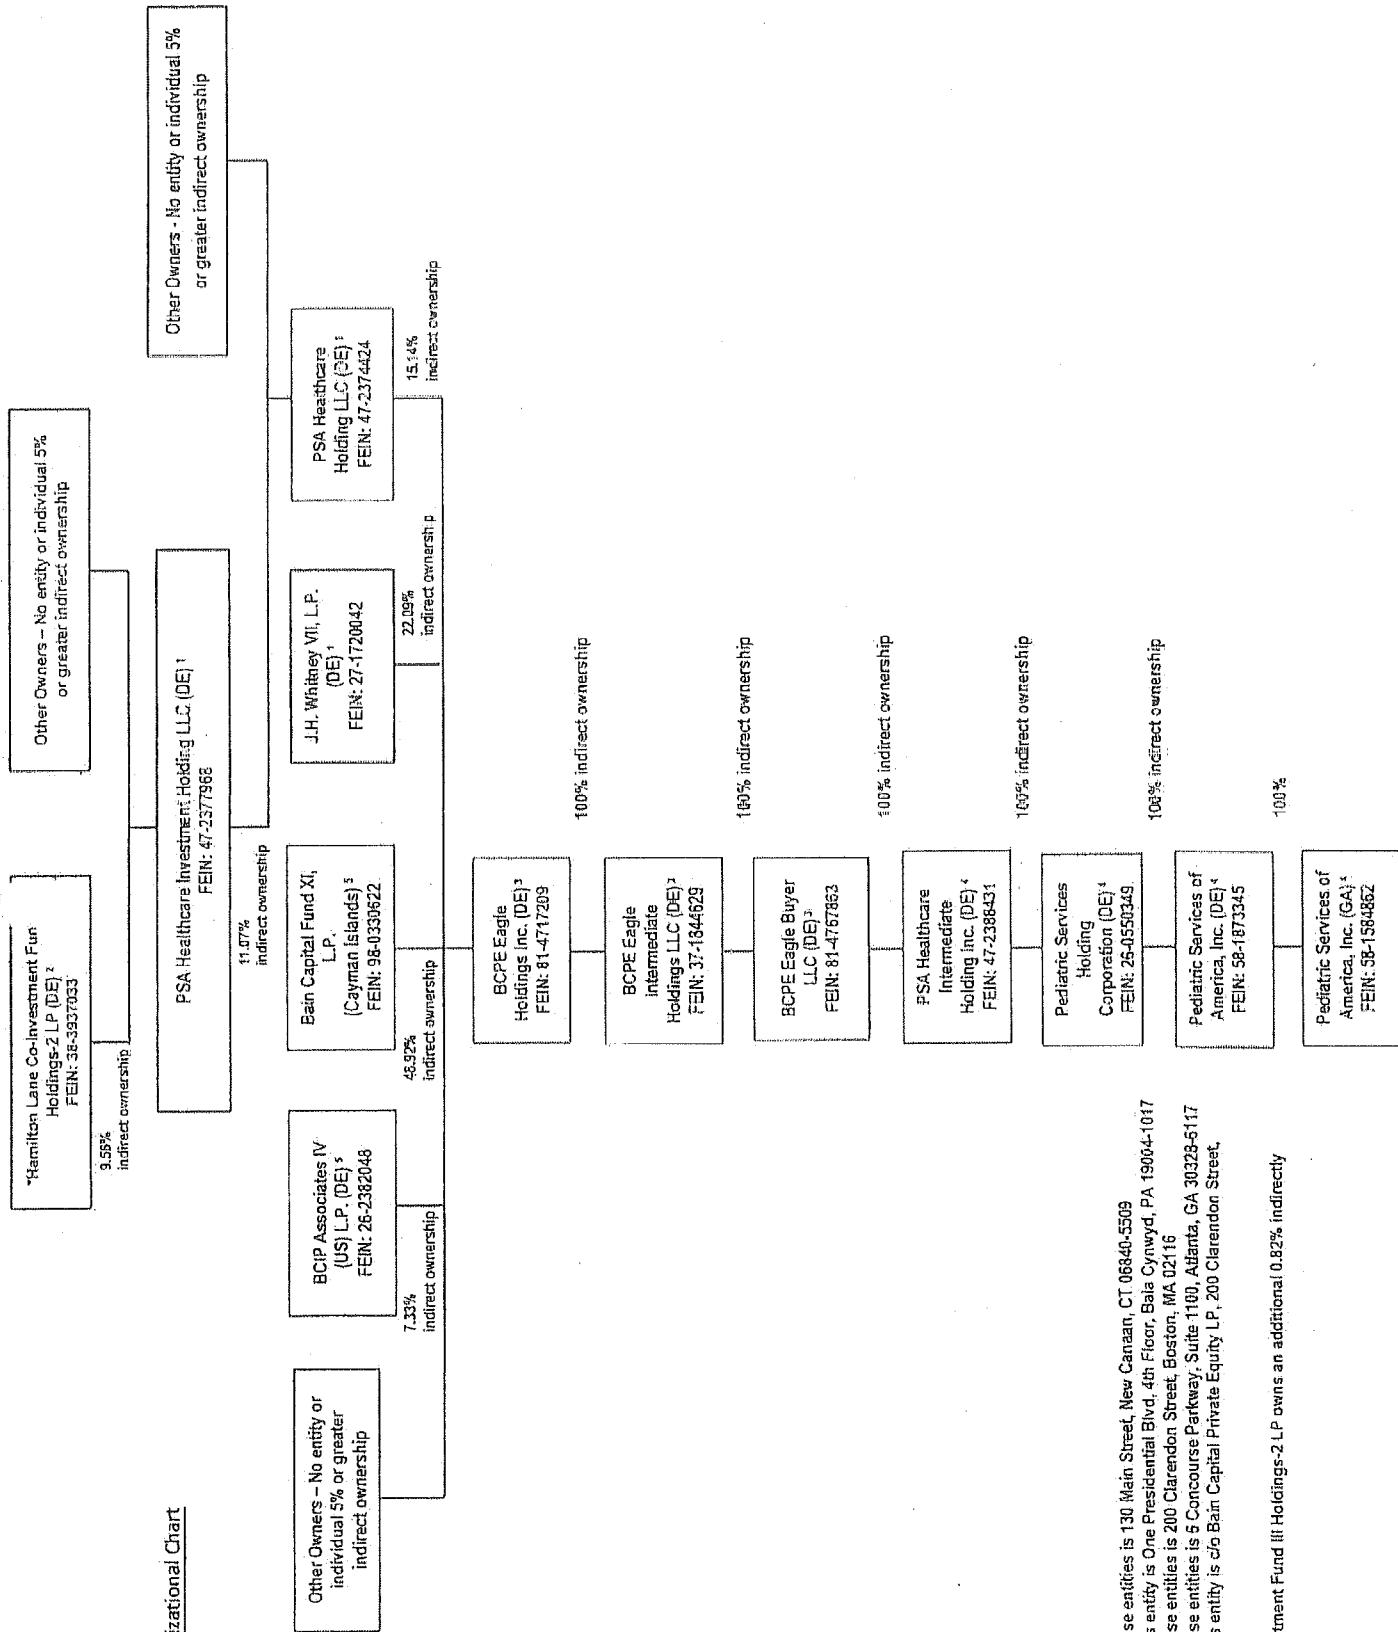 izational Chart
*Hamilton Lane Co-Investment Fun
Holdings-2 LP (DE) 2
FEIN: 38-3937033
9.56%
indirect ownership
Other Owners – No entity or individual 5%
or greater indirect ownership
PSA Healthcare Investment Holding LLC (DE) 1
FEIN: 47-2377968
11.07%
indirect ownership
Other Owners - No entity or individual 5%
or greater indirect ownership
Other Owners – No entity or
individual 5% or greater
indirect ownership
BCIP Associates IV
(US) L.P. (DE) 5
FEIN: 26-2382048
7.33%
indirect ownership
Bain Capital Fund XI,
L.P.
(Cayman Islands) 5
FEIN: 98-0330622
48.92%
indirect ownership
J.H. Whitney VII, L.P.
(DE) 1
FEIN: 27-1720042
22.09%
indirect ownership
PSA Healthcare
Holding LLC (DE) 1
FEIN: 47-2374424
15.14%
indirect ownership
BCPE Eagle
Holdings Inc. (DE) 3
FEIN: 81-4717209
100% indirect ownership
BCPE Eagle
Intermediate
Holdings LLC (DE) 3
FEIN: 37-1844629
100% indirect ownership
BCPE Eagle Buyer
LLC (DE) 3
FEIN: 81-4767863
100% indirect ownership
PSA Healthcare
Intermediate
Holding Inc. (DE) 4
FEIN: 47-2388431
100% indirect ownership
Pediatric Services
Holding
Corporation (DE) 4
FEIN: 26-0550349
100% indirect ownership
Pediatric Services of
America, Inc. (DE) 4
FEIN: 58-1873345
100%
Pediatric Services of
America, Inc. (GA) 4
FEIN: 58-1584862
se entities is 130 Main Street, New Canaan, CT 06840-5509
s entity is One Presidential Blvd, 4th Floor, Bala Cynwyd, PA 19004-1017
se entities is 200 Clarendon Street, Boston, MA 02116
se entities is 6 Concourse Parkway, Suite 1100, Atlanta, GA 30328-6117
s entity is c/o Bain Capital Private Equity LP, 200 Clarendon Street,
tment Fund III Holdings-2 LP owns an additional 0.82% indirectly